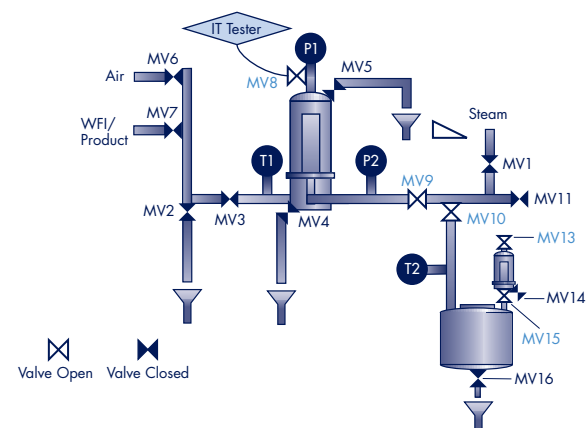 IT Tester
P1
MV6
MV5
Air
MV8
MV7
Steam
WFI/
Product
T1
P2
MV1
MV9
MV2
MV3
MV4
MV11
MV10
MV13
T2
MV14
MV15
Valve Open
Valve Closed
MV16